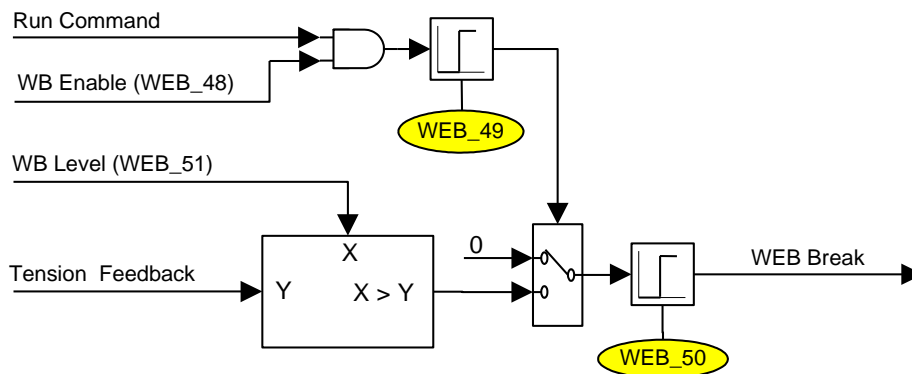 Run Command
WB Enable (WEB_48)
WEB_49
WB Level (WEB_51)
X
0
WEB Break
Tension  Feedback
Y
X > Y
WEB_50